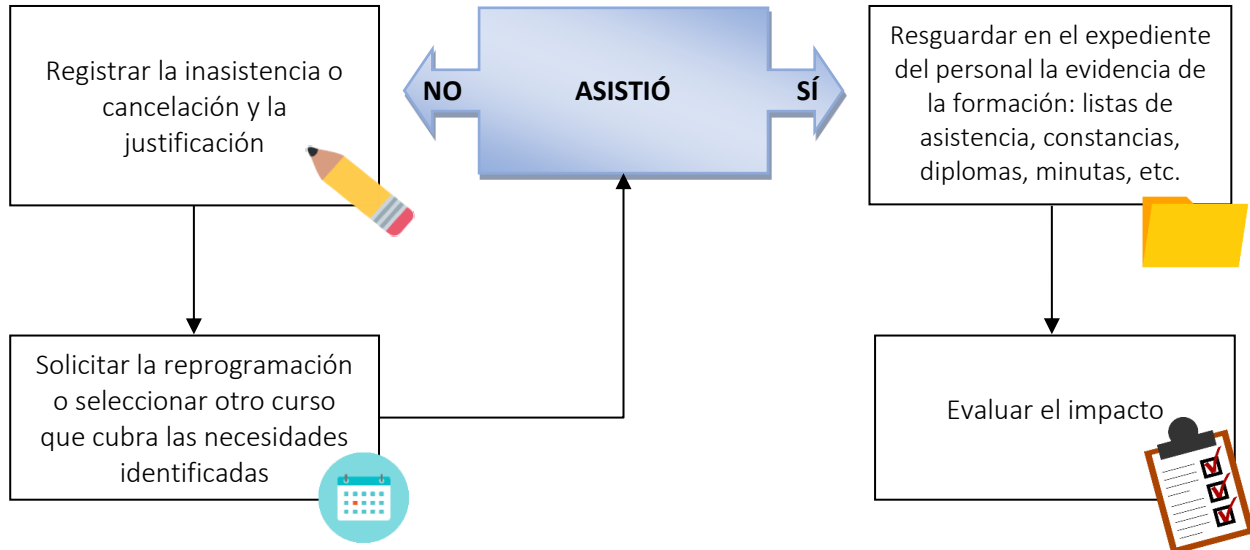 Registrar la inasistencia o
cancelación y la
justificación
NO
ASISTIÓ
SÍ
Resguardar en el expediente
del personal la evidencia de
la formación: listas de
asistencia, constancias,
diplomas, minutas, etc.
Solicitar la reprogramación
o seleccionar otro curso
que cubra las necesidades
identificadas
Evaluar el impacto